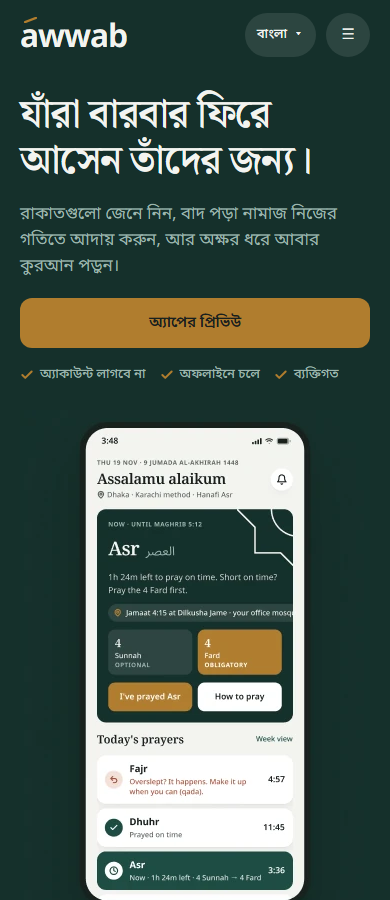 awwab
বাংলা
যাঁরা বারবার ফিরে
আসেন তাঁদের জন্য।
রাকাতগুলো জেনে নিন, বাদ পড়া নামাজ নিজের
গতিতে আদায় করুন, আর অক্ষর ধরে আবার
কুরআন পড়ুন।
অ্যাপের প্রিভিউ
অ্যাকাউন্ট লাগবে না
অফলাইনে চলে
ব্যক্তিগত
3:48
THU 19 NOV · 9 JUMADA AL-AKHIRAH 1448
Assalamu alaikum
Dhaka · Karachi method · Hanafi Asr
NOW · UNTIL MAGHRIB 5:12
Asr العصر
1h 24m left to pray on time. Short on time?
Pray the 4 Fard first.
Jamaat 4:15 at Dilkusha Jame · your office
4
Sunnah
OPTIONAL
4
Fard
OBLIGATORY
I've prayed Asr
How to pray
Today's prayers
Week view
Fajr
Overslept? It happens. Make it up
when you can (qada).
4:57
Dhuhr
Prayed on time
11:45
Asr
Now · 1h 24m left · 4 Sunnah → 4 Fard
3:36